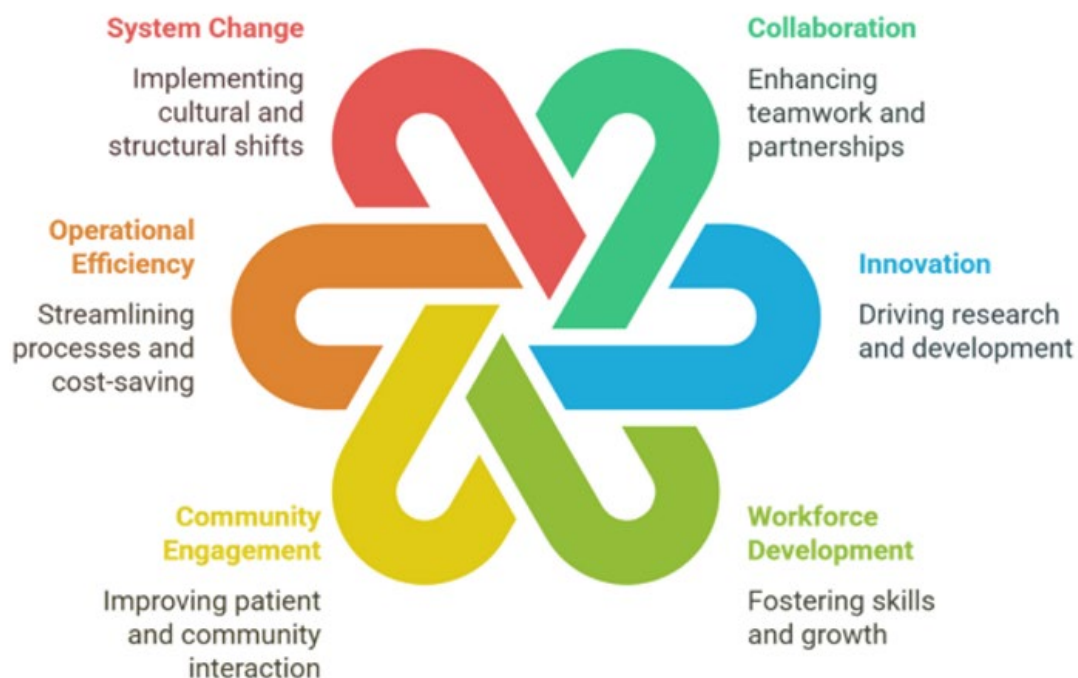 System Change
Implementing
cultural and
structural shifts
Collaboration
Enhancing
teamwork and
partnerships
Operational
Efficiency
Streamlining
processes and
cost-saving
Innovation
Driving research
and development
Community
Engagement
Improving patient
and community
interaction
Workforce
Development
Fostering skills
and growth